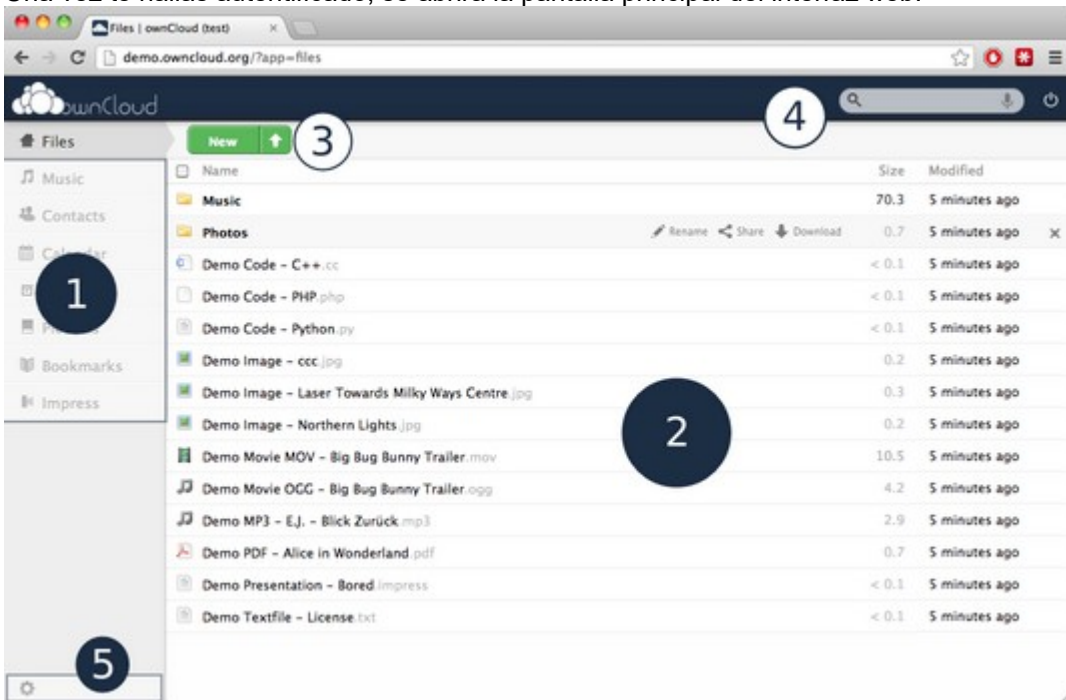 Una vez te hallas autentificado, se abrirá la pantalla principal del interfaz web.
Files | ownCloud (test)
demo.owncloud.org/?app=files
ownCloud
4
Files
New
3
Name Size Modified
Music
Music 70.3 5 minutes ago
Contacts
Photos Rename Share Download 0.7 5 minutes ago
Calendar
Demo Code - C++.cc < 0.1 5 minutes ago
1
Demo Code - PHP.php < 0.1 5 minutes ago
Demo Code - Python.py < 0.1 5 minutes ago
Bookmarks
Demo Image - ccc.jpg 0.2 5 minutes ago
Impress
Demo Image - Laser Towards Milky Ways Centre.jpg 0.3 5 minutes ago
Demo Image - Northern Lights.jpg 0.2 5 minutes ago
2
Demo Movie MOV - Big Bug Bunny Trailer.mov 10.5 5 minutes ago
Demo Movie OGG - Big Bug Bunny Trailer.ogg 4.2 5 minutes ago
Demo MP3 - E.J. - Blick Zurück.mp3 2.9 5 minutes ago
Demo PDF - Alice in Wonderland.pdf 0.7 5 minutes ago
Demo Presentation - Bored.impress < 0.1 5 minutes ago
Demo Textfile - License.txt < 0.1 5 minutes ago
5